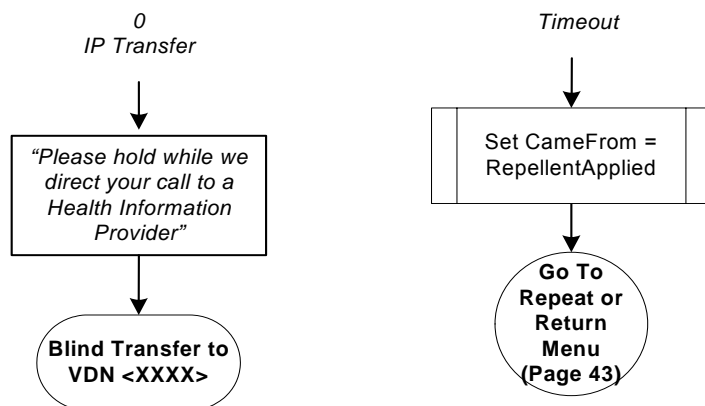 0
IP Transfer
“Please hold while we
direct your call to a
Health Information
Provider”
Blind Transfer to
VDN <XXXX>
Timeout
Set CameFrom =
RepellentApplied
Go To
Repeat or
Return
Menu
(Page 43)